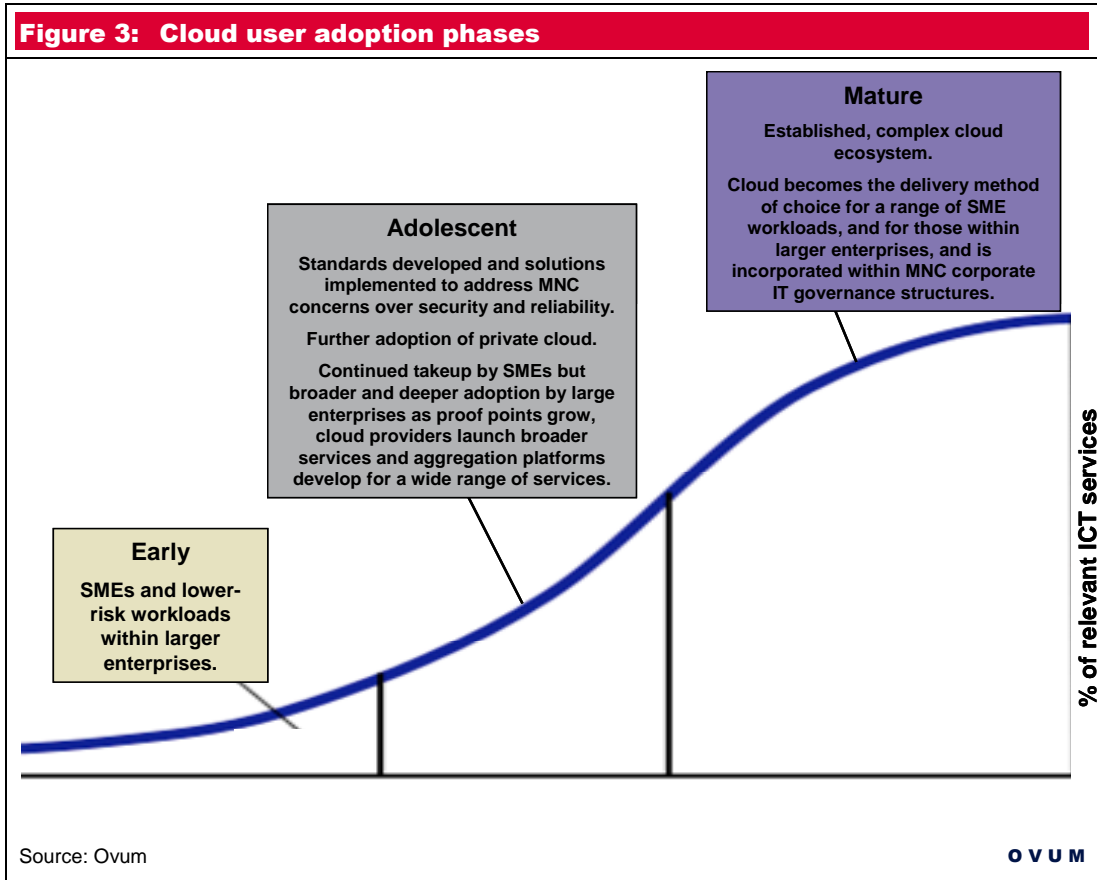 Figure 3: Cloud user adoption phases
Mature
Established, complex cloud
ecosystem.
Cloud becomes the delivery method
of choice for a range of SME
workloads, and for those within
larger enterprises, and is
incorporated within MNC corporate
IT governance structures.
Adolescent
Standards developed and solutions
implemented to address MNC
concerns over security and reliability.
Further adoption of private cloud.
Continued takeup by SMEs but
broader and deeper adoption by large
enterprises as proof points grow,
cloud providers launch broader
services and aggregation platforms
develop for a wide range of services.
Early
SMEs and lower-
risk workloads
within larger
enterprises.
% of relevant ICT services
Source: Ovum
OVUM